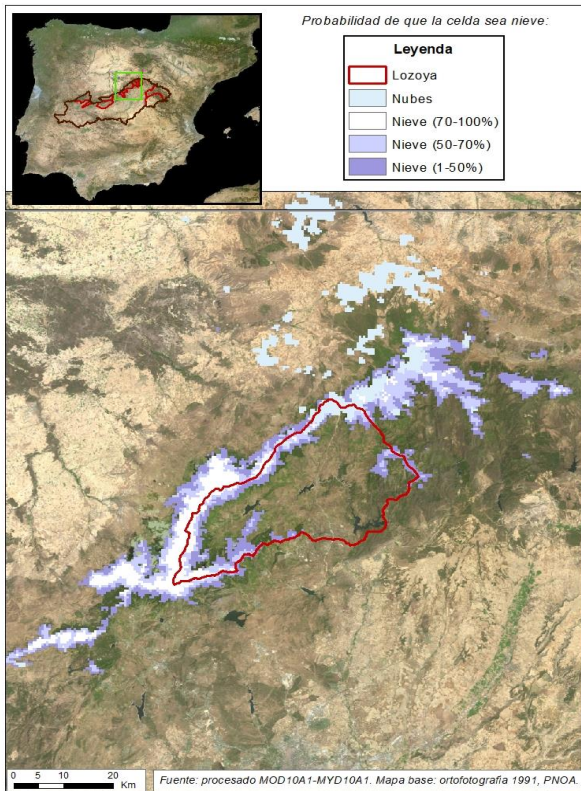 Probabilidad de que la celda sea nieve:
Leyenda
Lozoya
Nubes
Nieve (70-100%)
Nieve (50-70%)
Nieve (1-50%)
0 5 10 20
Km
Fuente: procesado MOD10A1-MYD10A1. Mapa base: ortofotografia 1991, PNOA.